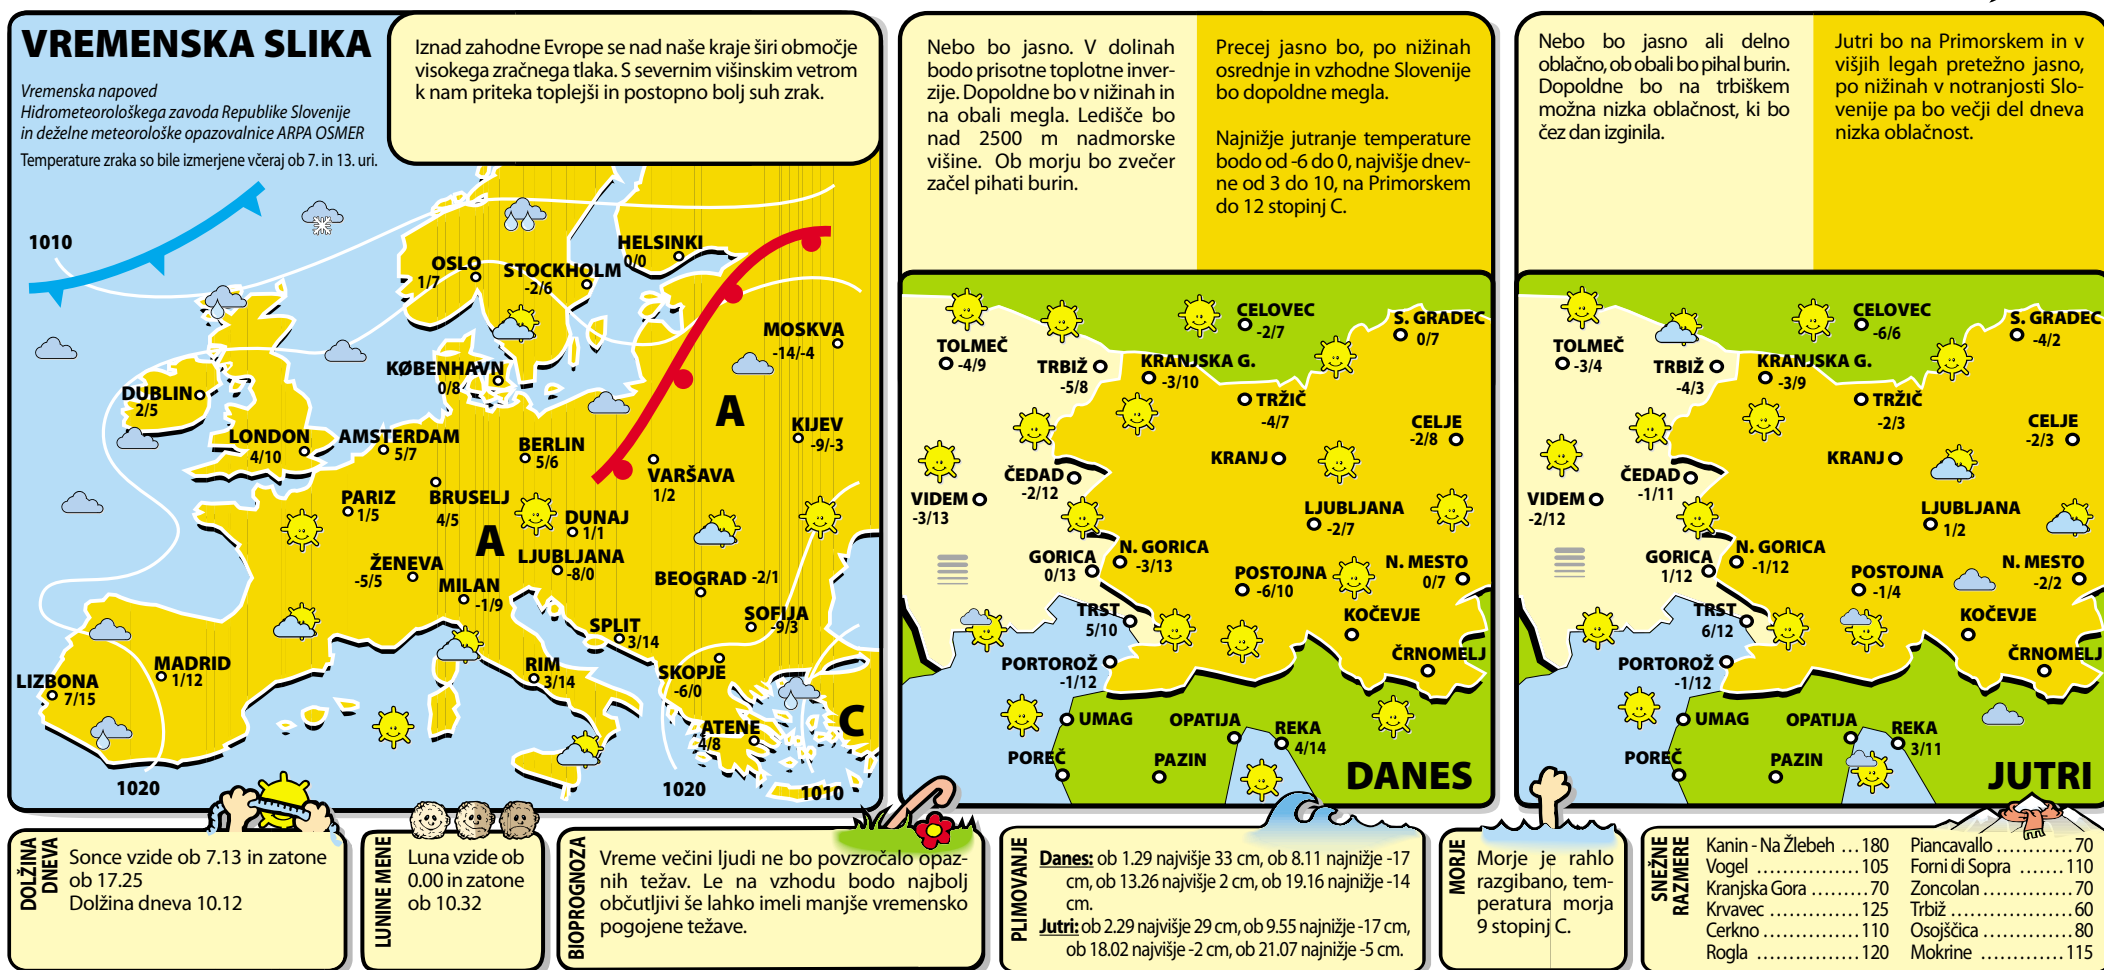 VREMENSKA SLIKA
Vremenska napoved
Hidrometeorološkega zavoda Republike Slovenije
in deželne meteorološke opazovalnice ARPA OSMER
Temperature zraka so bile izmerjene včeraj ob 7. in 13. uri.
Iznad zahodne Evrope se nad naše kraje širi območje
visokega zračnega tlaka. S severnim višinskim vetrom
k nam priteka toplejši in postopno bolj suh zrak.
1010
HELSINKI
0/0
OSLO
1/7
STOCKHOLM
-2/6
MOSKVA
-14/-4
KØBENHAVN
0/8
DUBLIN
2/5
A
KIJEV
-9/-3
LONDON
4/10
AMSTERDAM
5/7
BERLIN
5/6
VARŠAVA
1/2
PARIZ
1/5
BRUSELJ
4/5
DUNAJ
1/1
A
LJUBLJANA
-8/0
ŽENEVA
-5/5
MILAN
-1/9
BEOGRAD -2/1
SOFIJA
-9/3
SPLIT
3/14
MADRID
1/12
RIM
3/14
SKOPJE
-6/0
LIZBONA
7/15
ATENE
4/8
C
1020
1020
1010
Nebo bo jasno. V dolinah
bodo prisotne toplotne inver-
zije. Dopoldne bo v nižinah in
na obali megla. Ledišče bo
nad 2500 m nadmorske
višine. Ob morju bo zvečer
začel pihati burin.
Precej jasno bo, po nižinah
osrednje in vzhodne Slovenije
bo dopoldne megla.
Najnižje jutranje temperature
bodo od -6 do 0, najvišje dnev-
ne od 3 do 10, na Primorskem
do 12 stopinj C.
CELOVEC
-2/7
S. GRADEC
0/7
TOLMEČ
-4/9
TRBIŽ
-5/8
KRANJSKA G.
-3/10
TRŽIČ
-4/7
CELJE
-2/8
KRANJ
ČEDAD
-2/12
VIDEM
-3/13
LJUBLJANA
-2/7
GORICA
0/13
N. GORICA
-3/13
POSTOJNA
-6/10
N. MESTO
0/7
TRST
5/10
KOČEVJE
PORTOROŽ
-1/12
ČRNOMELJ
UMAG
OPATIJA
REKA
4/14
POREČ
PAZIN
DANES
Nebo bo jasno ali delno
oblačno, ob obali bo pihal burin.
Dopoldne bo na trbiškem
možna nizka oblačnost, ki bo
čez dan izginila.
Jutri bo na Primorskem in v
višjih legah pretežno jasno,
po nižinah v notranjosti Slo-
venije pa bo večji del dneva
nizka oblačnost.
CELOVEC
-6/6
S. GRADEC
-4/2
TOLMEČ
-3/4
TRBIŽ
-4/3
KRANJSKA G.
-3/9
TRŽIČ
-2/3
CELJE
-2/3
KRANJ
ČEDAD
-1/11
VIDEM
-2/12
LJUBLJANA
1/2
GORICA
1/12
N. GORICA
-1/12
POSTOJNA
-1/4
N. MESTO
-2/2
TRST
6/12
KOČEVJE
PORTOROŽ
-1/12
ČRNOMELJ
UMAG
OPATIJA
REKA
3/11
POREČ
PAZIN
JUTRI
DOLŽINA
DNEVA
Sonce vzide ob 7.13 in zatone
ob 17.25
Dolžina dneva 10.12
LUNINE MENE
Luna vzide ob
0.00 in zatone
ob 10.32
BIOPROGNOZA
Vreme večini ljudi ne bo povzročalo opaz-
nih težav. Le na vzhodu bodo najbolj
občutljivi še lahko imeli manjše vremensko
pogojene težave.
PLIMOVANJE
Danes: ob 1.29 najvišje 33 cm, ob 8.11 najnižje -17
cm, ob 13.26 najvišje 2 cm, ob 19.16 najnižje -14
cm.
Jutri: ob 2.29 najvišje 29 cm, ob 9.55 najnižje -17 cm,
ob 18.02 najvišje -2 cm, ob 21.07 najnižje -5 cm.
MORJE
Morje je rahlo
razgibano, tem-
peratura morja
9 stopinj C.
SNEŽNE
RAZMERE
Kanin - Na Žlebeh ...180
Vogel ....................105
Kranjska Gora .........70
Krvavec .................125
Cerkno ..................110
Rogla .....................120
Piancavallo ............70
Forni di Sopra .......110
Zoncolan ................70
Trbiž ......................60
Osojščica ...............80
Mokrine ................115